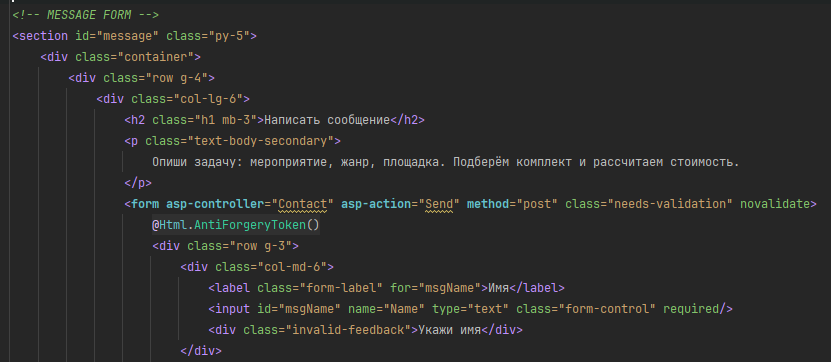 <!-- MESSAGE FORM -->
<section id="message" class="py-5">
<div class="container">
<div class="row g-4">
<div class="col-lg-6">
<h2 class="h1 mb-3">Написать сообщение</h2>
<p class="text-body-secondary">
Опиши задачу: мероприятие, жанр, площадка. Подберём комплект и рассчитаем стоимость.
</p>
<form asp-controller="Contact" asp-action="Send" method="post" class="needs-validation" novalidate>
@Html.AntiForgeryToken()
<div class="row g-3">
<div class="col-md-6">
<label class="form-label" for="msgName">Имя</label>
<input id="msgName" name="Name" type="text" class="form-control" required/>
<div class="invalid-feedback">Укажи имя</div>
</div>